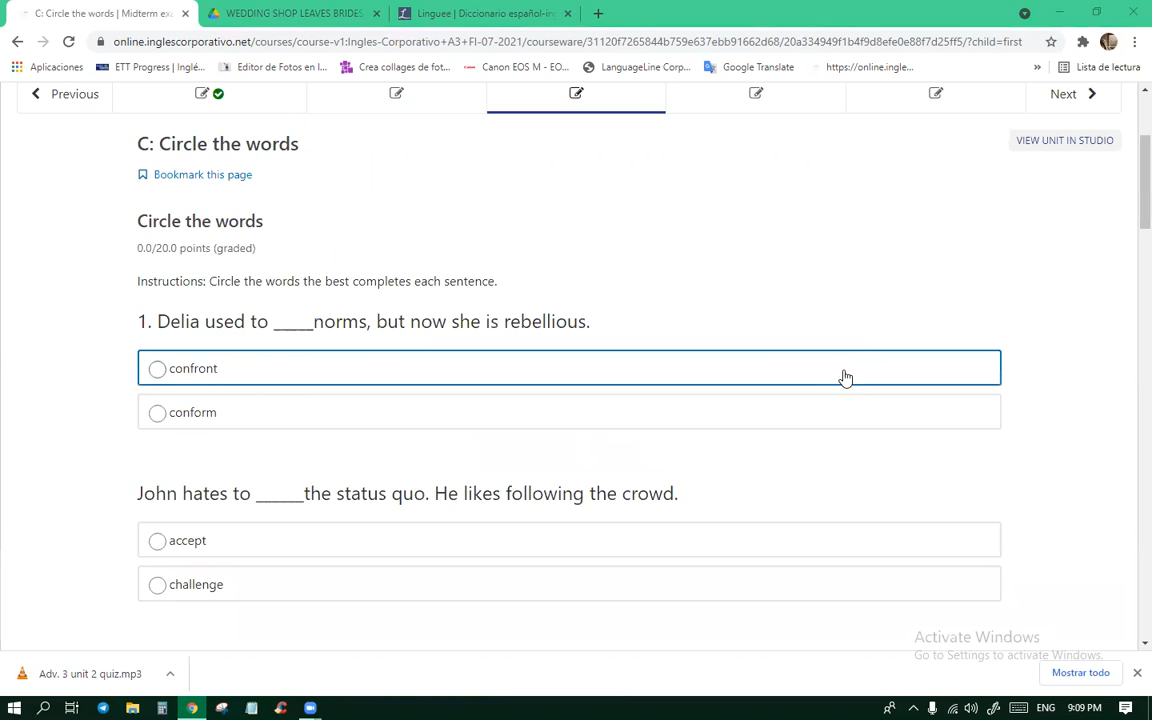 C: Circle the words | Midterm exa
WEDDING SHOP LEAVES BRIDES
Linguee | Diccionario español-in
online.inglescorporativo.net/courses/course-v1:Ingles-Corporativo+A3+FI-07-2021/courseware/31120f7265844b759e637ebb91662d68/20a334949f1b4f9d8efe0e88f7d25ff5/?child=first
Aplicaciones
ETT Progress | Inglé...
Editor de Fotos en l...
Crea collages de fot...
Canon EOS M - EO...
LanguageLine Corp...
Google Translate
https://online.ingle...
»
Lista de lectura
Previous
Next
C: Circle the words
VIEW UNIT IN STUDIO
Bookmark this page
Circle the words
0.0/20.0 points (graded)
Instructions: Circle the words the best completes each sentence.
1. Delia used to _____norms, but now she is rebellious.
confront
conform
John hates to ______the status quo. He likes following the crowd.
accept
challenge
Activate Windows
Go to Settings to activate Windows.
Adv. 3 unit 2 quiz.mp3
Mostrar todo
ENG
9:09 PM